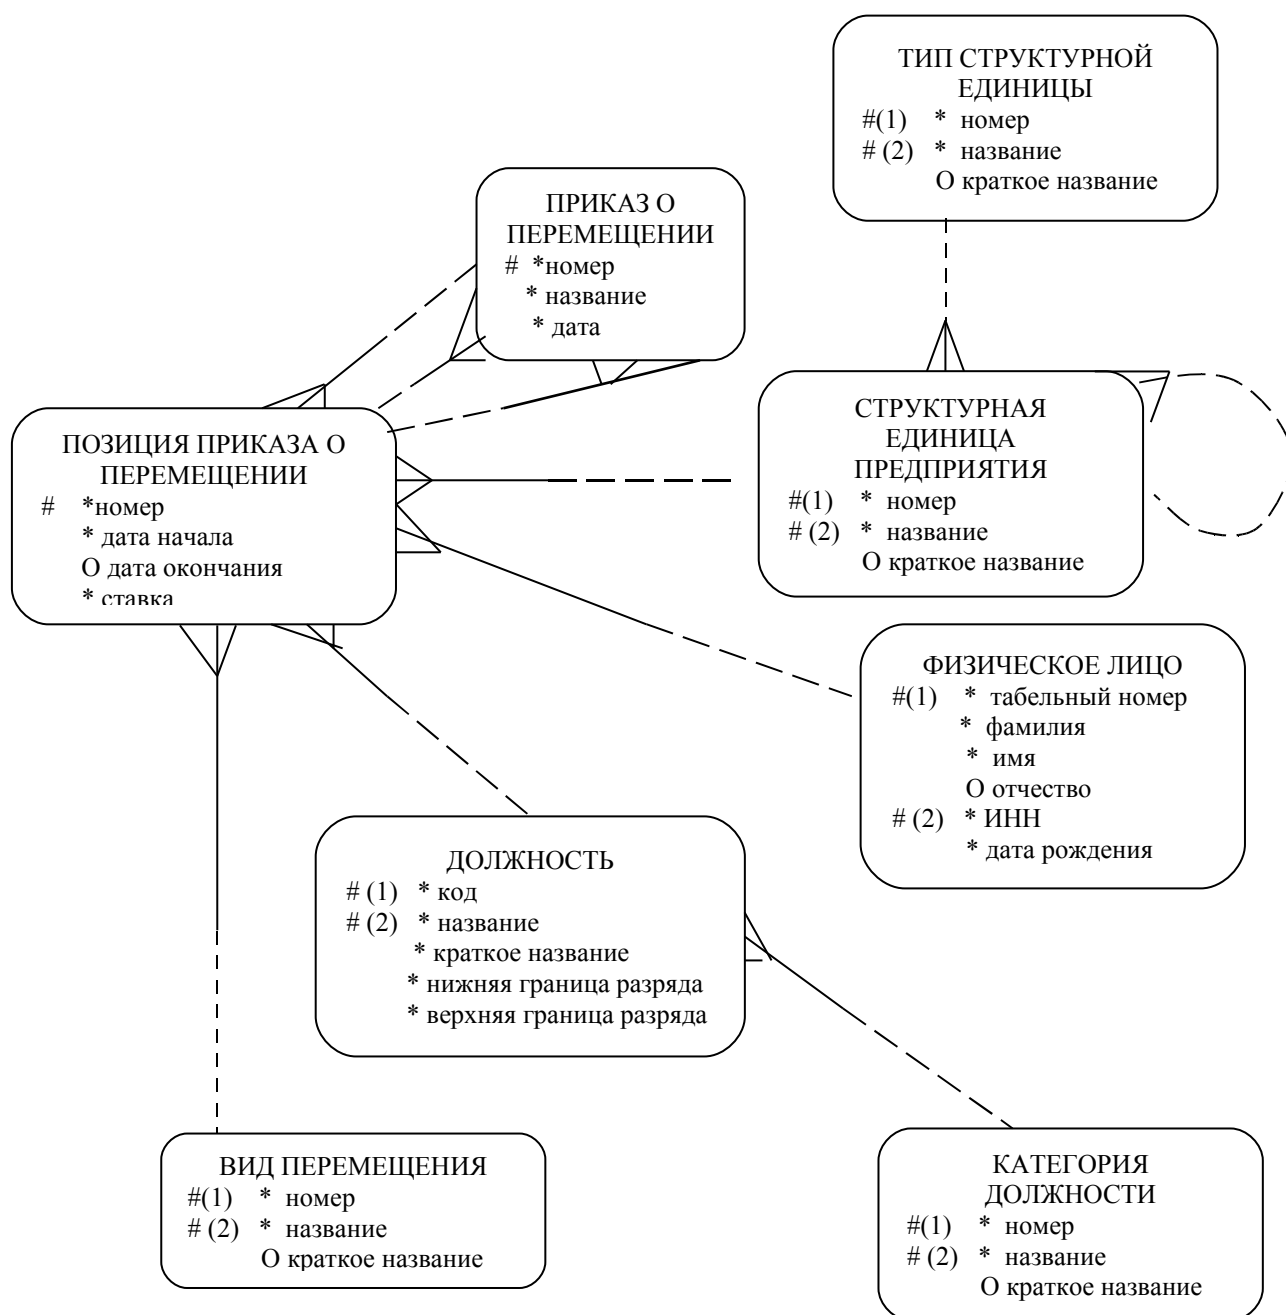 ТИП СТРУКТУРНОЙ
ЕДИНИЦЫ
#(1) * номер
# (2) * название
О краткое название
ПРИКАЗ О
ПЕРЕМЕЩЕНИИ
# *номер
* название
* дата
ПОЗИЦИЯ ПРИКАЗА О
ПЕРЕМЕЩЕНИИ
# *номер
* дата начала
О дата окончания
* ставка
СТРУКТУРНАЯ
ЕДИНИЦА
ПРЕДПРИЯТИЯ
#(1) * номер
# (2) * название
О краткое название
ФИЗИЧЕСКОЕ ЛИЦО
#(1) * табельный номер
* фамилия
* имя
О отчество
# (2) * ИНН
* дата рождения
ДОЛЖНОСТЬ
# (1) * код
# (2) * название
* краткое название
* нижняя граница разряда
* верхняя граница разряда
ВИД ПЕРЕМЕЩЕНИЯ
#(1) * номер
# (2) * название
О краткое название
КАТЕГОРИЯ
ДОЛЖНОСТИ
#(1) * номер
# (2) * название
О краткое название